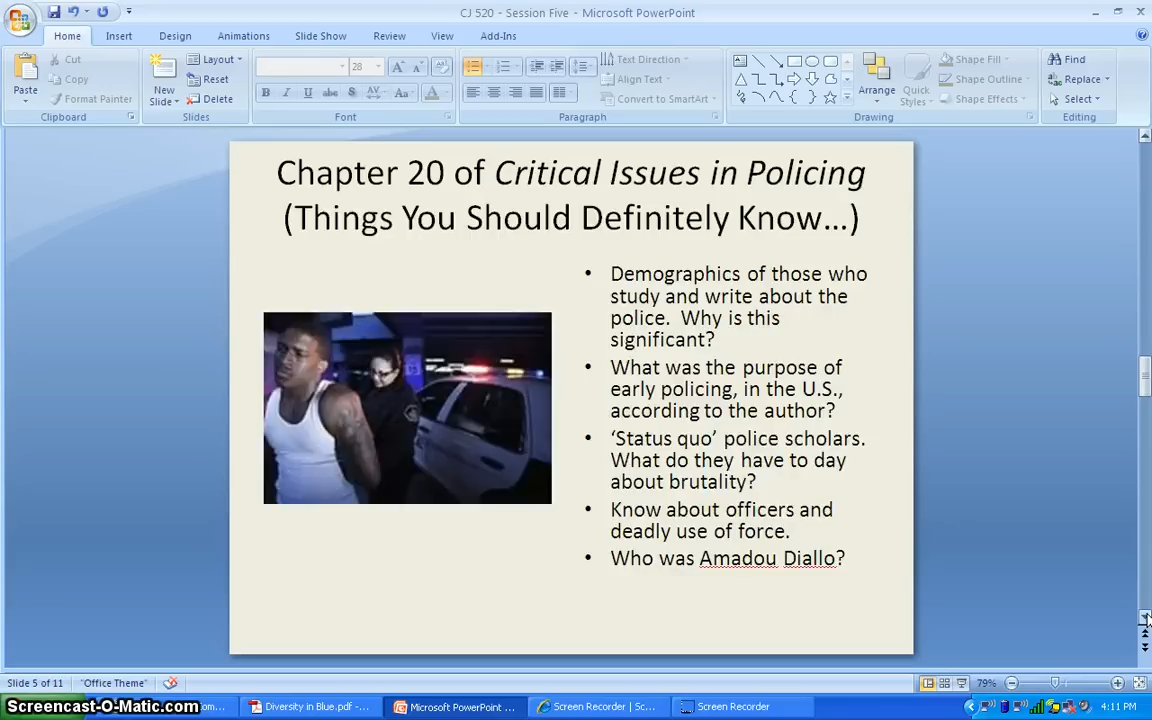 CJ 520 - Session Five - Microsoft PowerPoint
Home Insert Design Animations Slide Show Review View Add-Ins
Cut
Copy
Format Painter
Paste
Clipboard
New
Slide
Layout
Reset
Delete
Slides
28
B I U abc S AV Aa A
Font
Text Direction
Align Text
Convert to SmartArt
Paragraph
Arrange
Quick
Styles
Shape Fill
Shape Outline
Shape Effects
Drawing
Find
Replace
Select
Editing
Chapter 20 of Critical Issues in Policing
(Things You Should Definitely Know…)
• Demographics of those who
study and write about the
police. Why is this
significant?
• What was the purpose of
early policing, in the U.S.,
according to the author?
• ‘Status quo’ police scholars.
What do they have to day
about brutality?
• Know about officers and
deadly use of force.
• Who was Amadou Diallo?
Slide 5 of 11 "Office Theme" 79%
Screencast-O-Matic.com
Diversity in Blue.pdf - ...
Microsoft PowerPoint ...
Screen Recorder | Sc...
Screen Recorder
4:11 PM